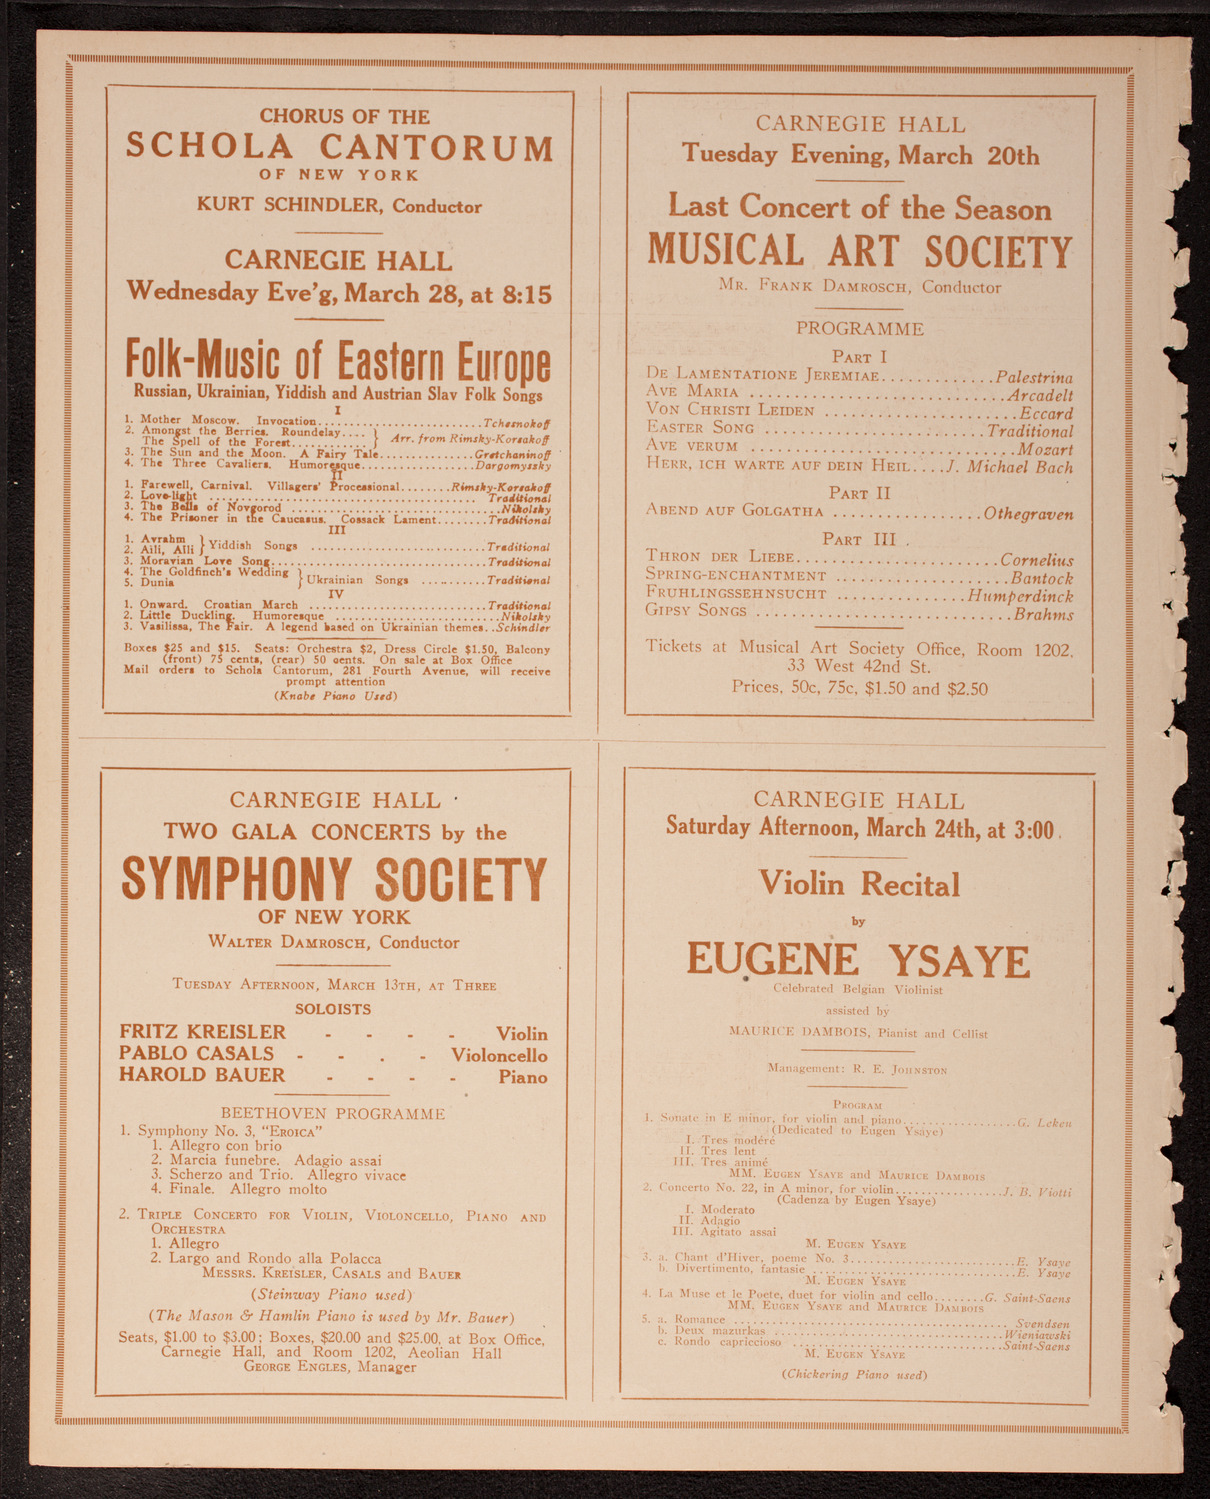 CHORUS OF THE
SCHOLA CANTORUM
OF NEW YORK
KURT SCHINDLER, Conductor
CARNEGIE HALL
Wednesday Eve'g, March 28, at 8:15
Folk-Music of Eastern Europe
Russian, Ukrainian, Yiddish and Austrian Slav Folk Songs
I
1. Mother Moscow. Invocation..........................Tchesnokoff
2. Amongst the Berries. Roundelay....
The Spell of the Forest............ } Arr. from Rimsky-Korsakoff
3. The Sun and the Moon. A Fairy Tale...............Gretchaninoff
4. The Three Cavaliers. Humoresque..................Dargomyszky
II
1. Farewell, Carnival. Villagers' Processional........Rimsky-Korsakoff
2. Love-light ..........................................Traditional
3. The Bells of Novgorod ..................................Nikolsky
4. The Prisoner in the Caucasus. Cossack Lament........Traditional
III
1. Avrahm
2. Aili, Alli } Yiddish Songs ..........................Traditional
3. Moravian Love Song..................................Traditional
4. The Goldfinch's Wedding
5. Dunia } Ukrainian Songs ..........Traditional
IV
1. Onward. Croatian March ............................Traditional
2. Little Duckling. Humoresque ..........................Nikolsky
3. Vasilissa, The Fair. A legend based on Ukrainian themes..Schindler
Boxes $25 and $15. Seats: Orchestra $2, Dress Circle $1.50, Balcony
(front) 75 cents, (rear) 50 cents. On sale at Box Office
Mail orders to Schola Cantorum, 281 Fourth Avenue, will receive
prompt attention
(Knabe Piano Used)
CARNEGIE HALL
Tuesday Evening, March 20th
Last Concert of the Season
MUSICAL ART SOCIETY
MR. FRANK DAMROSCH, Conductor
PROGRAMME
PART I
DE LAMENTATIONE JEREMIAE.............Palestrina
AVE MARIA .............................Arcadelt
VON CHRISTI LEIDEN ......................Eccard
EASTER SONG .........................Traditional
AVE VERUM ..............................Mozart
HERR, ICH WARTE AUF DEIN HEIL....J. Michael Bach
PART II
ABEND AUF GOLGATHA .................Othegraven
PART III .
THRON DER LIEBE........................Cornelius
SPRING-ENCHANTMENT ....................Bantock
FRUHLINGSSEHNSUCHT ...............Humperdinck
GIPSY SONGS ..............................Brahms
Tickets at Musical Art Society Office, Room 1202,
33 West 42nd St.
Prices, 50c, 75c, $1.50 and $2.50
CARNEGIE HALL
TWO GALA CONCERTS by the
SYMPHONY SOCIETY
OF NEW YORK
WALTER DAMROSCH, Conductor
TUESDAY AFTERNOON, MARCH 13TH, AT THREE
SOLOISTS
FRITZ KREISLER - - - - Violin
PABLO CASALS - - - - Violoncello
HAROLD BAUER - - - - Piano
BEETHOVEN PROGRAMME
1. Symphony No. 3, "EROICA"
1. Allegro con brio
2. Marcia funebre. Adagio assai
3. Scherzo and Trio. Allegro vivace
4. Finale. Allegro molto
2. TRIPLE CONCERTO FOR VIOLIN, VIOLONCELLO, PIANO AND
ORCHESTRA
1. Allegro
2. Largo and Rondo alla Polacca
MESSRS. KREISLER, CASALS and BAUER
(Steinway Piano used)
(The Mason & Hamlin Piano is used by Mr. Bauer)
Seats, $1.00 to $3.00; Boxes, $20.00 and $25.00, at Box Office,
Carnegie Hall, and Room 1202, Aeolian Hall
GEORGE ENGLES, Manager
CARNEGIE HALL
Saturday Afternoon, March 24th, at 3:00
Violin Recital
by
EUGENE YSAYE
Celebrated Belgian Violinist
assisted by
MAURICE DAMBOIS, Pianist and Cellist
Management: R. E. JOHNSTON
PROGRAM
1. Sonate in E minor, for violin and piano.................G. Lekeu
(Dedicated to Eugen Ysaye)
I. Tres modéré
II. Tres lent
III. Tres animé
MM. EUGEN YSAYE and MAURICE DAMBOIS
2. Concerto No. 22, in A minor, for violin................J. B. Viotti
(Cadenza by Eugen Ysaye)
I. Moderato
II. Adagio
III. Agitato assai
M. EUGEN YSAYE
3. a. Chant d'Hiver, poeme No. 3.........................E. Ysaye
b. Divertimento, fantasie ..............................E. Ysaye
M. EUGEN YSAYE
4. La Muse et le Poete, duet for violin and cello........G. Saint-Saens
MM. EUGEN YSAYE and MAURICE DAMBOIS
5. a. Romance ........................................Svendsen
b. Deux mazurkas ..................................Wieniawski
c. Rondo capriccioso ..............................Saint-Saens
M. EUGEN YSAYE
(Chickering Piano used)